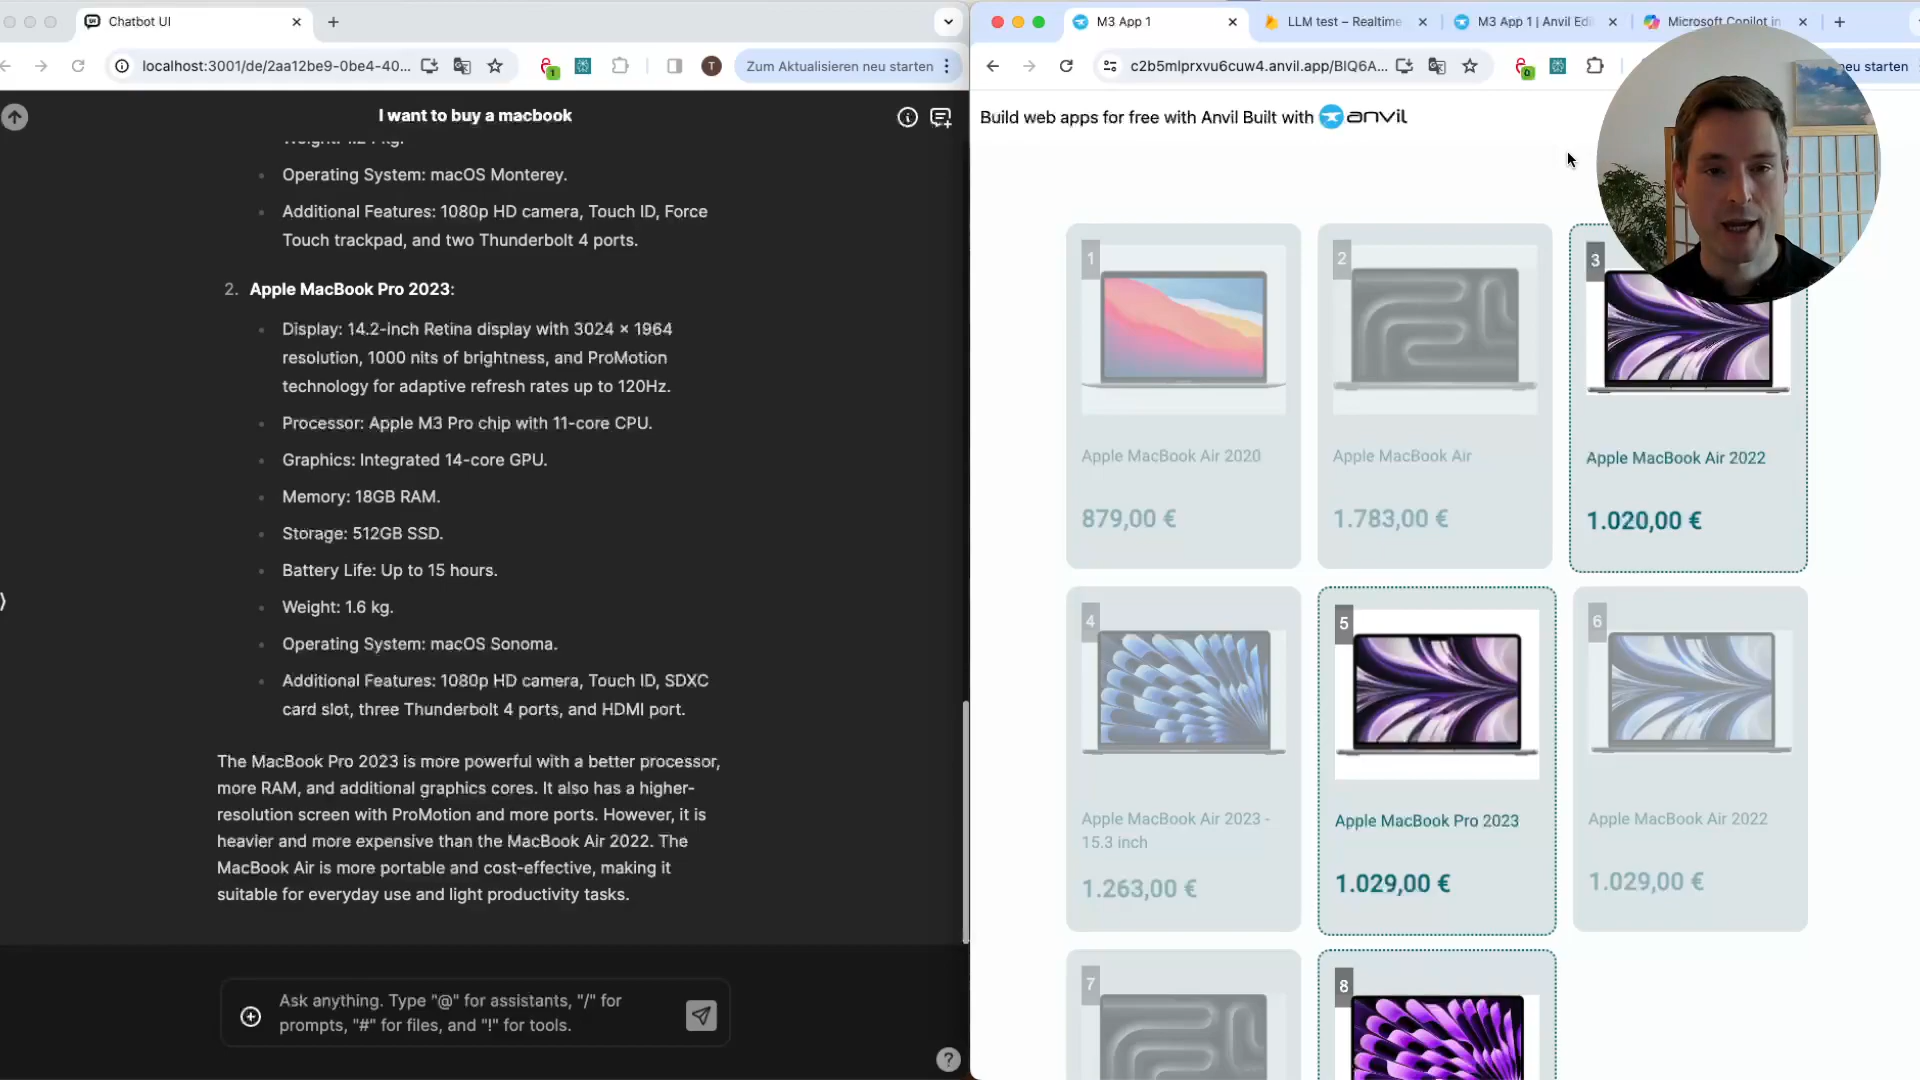 Chatbot UI
localhost:3001/de/2aa12be9-0be4-40...
1
T
Zum Aktualisieren neu starten
I want to buy a macbook
Operating System: macOS Monterey.
Additional Features: 1080p HD camera, Touch ID, Force
Touch trackpad, and two Thunderbolt 4 ports.
2. Apple MacBook Pro 2023:
Display: 14.2-inch Retina display with 3024 × 1964
resolution, 1000 nits of brightness, and ProMotion
technology for adaptive refresh rates up to 120Hz.
Processor: Apple M3 Pro chip with 11-core CPU.
Graphics: Integrated 14-core GPU.
Memory: 18GB RAM.
Storage: 512GB SSD.
Battery Life: Up to 15 hours.
Weight: 1.6 kg.
Operating System: macOS Sonoma.
Additional Features: 1080p HD camera, Touch ID, SDXC
card slot, three Thunderbolt 4 ports, and HDMI port.
The MacBook Pro 2023 is more powerful with a better processor,
more RAM, and additional graphics cores. It also has a higher-
resolution screen with ProMotion and more ports. However, it is
heavier and more expensive than the MacBook Air 2022. The
MacBook Air is more portable and cost-effective, making it
suitable for everyday use and light productivity tasks.
Ask anything. Type "@" for assistants, "/" for
prompts, "#" for files, and "!" for tools.
?
M3 App 1
LLM test – Realtime
M3 App 1 | Anvil Edi
Microsoft Copilot in
c2b5mlprxvu6cuw4.anvil.app/BIQ6A...
0
neu starten
Build web apps for free with Anvil Built with anvil
1
Apple MacBook Air 2020
879,00 €
2
Apple MacBook Air
1.783,00 €
3
Apple MacBook Air 2022
1.020,00 €
4
Apple MacBook Air 2023 -
15.3 inch
1.263,00 €
5
Apple MacBook Pro 2023
1.029,00 €
6
Apple MacBook Air 2022
1.029,00 €
7
8